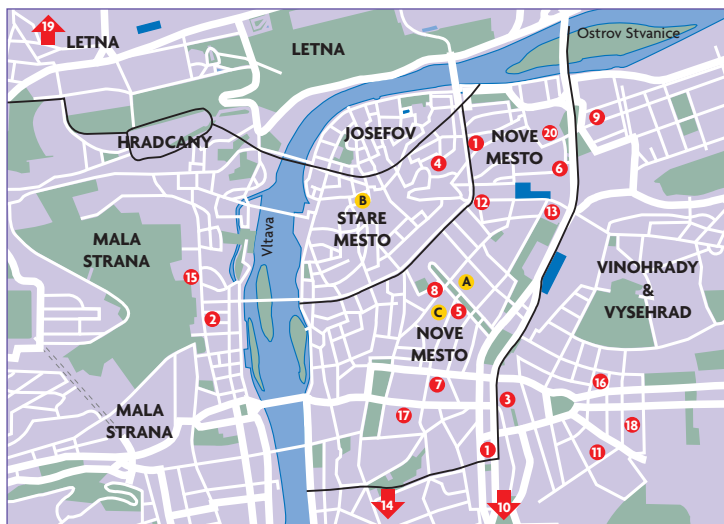 19
LETNA
LETNA
Ostrov Stvanice
HRADCANY
JOSEFOV
1
NOVE
MESTO
20
9
4
6
B
STARE
MESTO
12
13
Vltava
MALA
STRANA
15
2
8
A
C
5
NOVE
MESTO
VINOHRADY
&
VYSEHRAD
7
3
16
MALA
STRANA
17
18
1
11
14
10